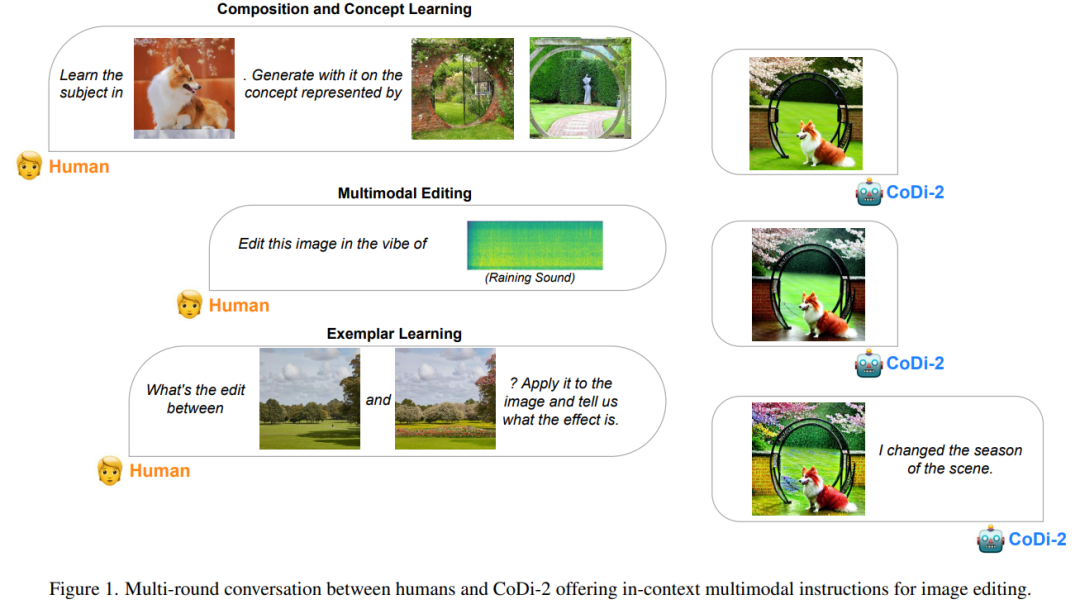 Composition and Concept Learning
Learn the
subject in
. Generate with it on the
concept represented by
Human
CoDi-2
Multimodal Editing
Edit this image in the vibe of
(Raining Sound)
Human
CoDi-2
Exemplar Learning
What's the edit
between
and
? Apply it to the
image and tell us
what the effect is.
Human
I changed the season
of the scene.
CoDi-2
Figure 1. Multi-round conversation between humans and CoDi-2 offering in-context multimodal instructions for image editing.